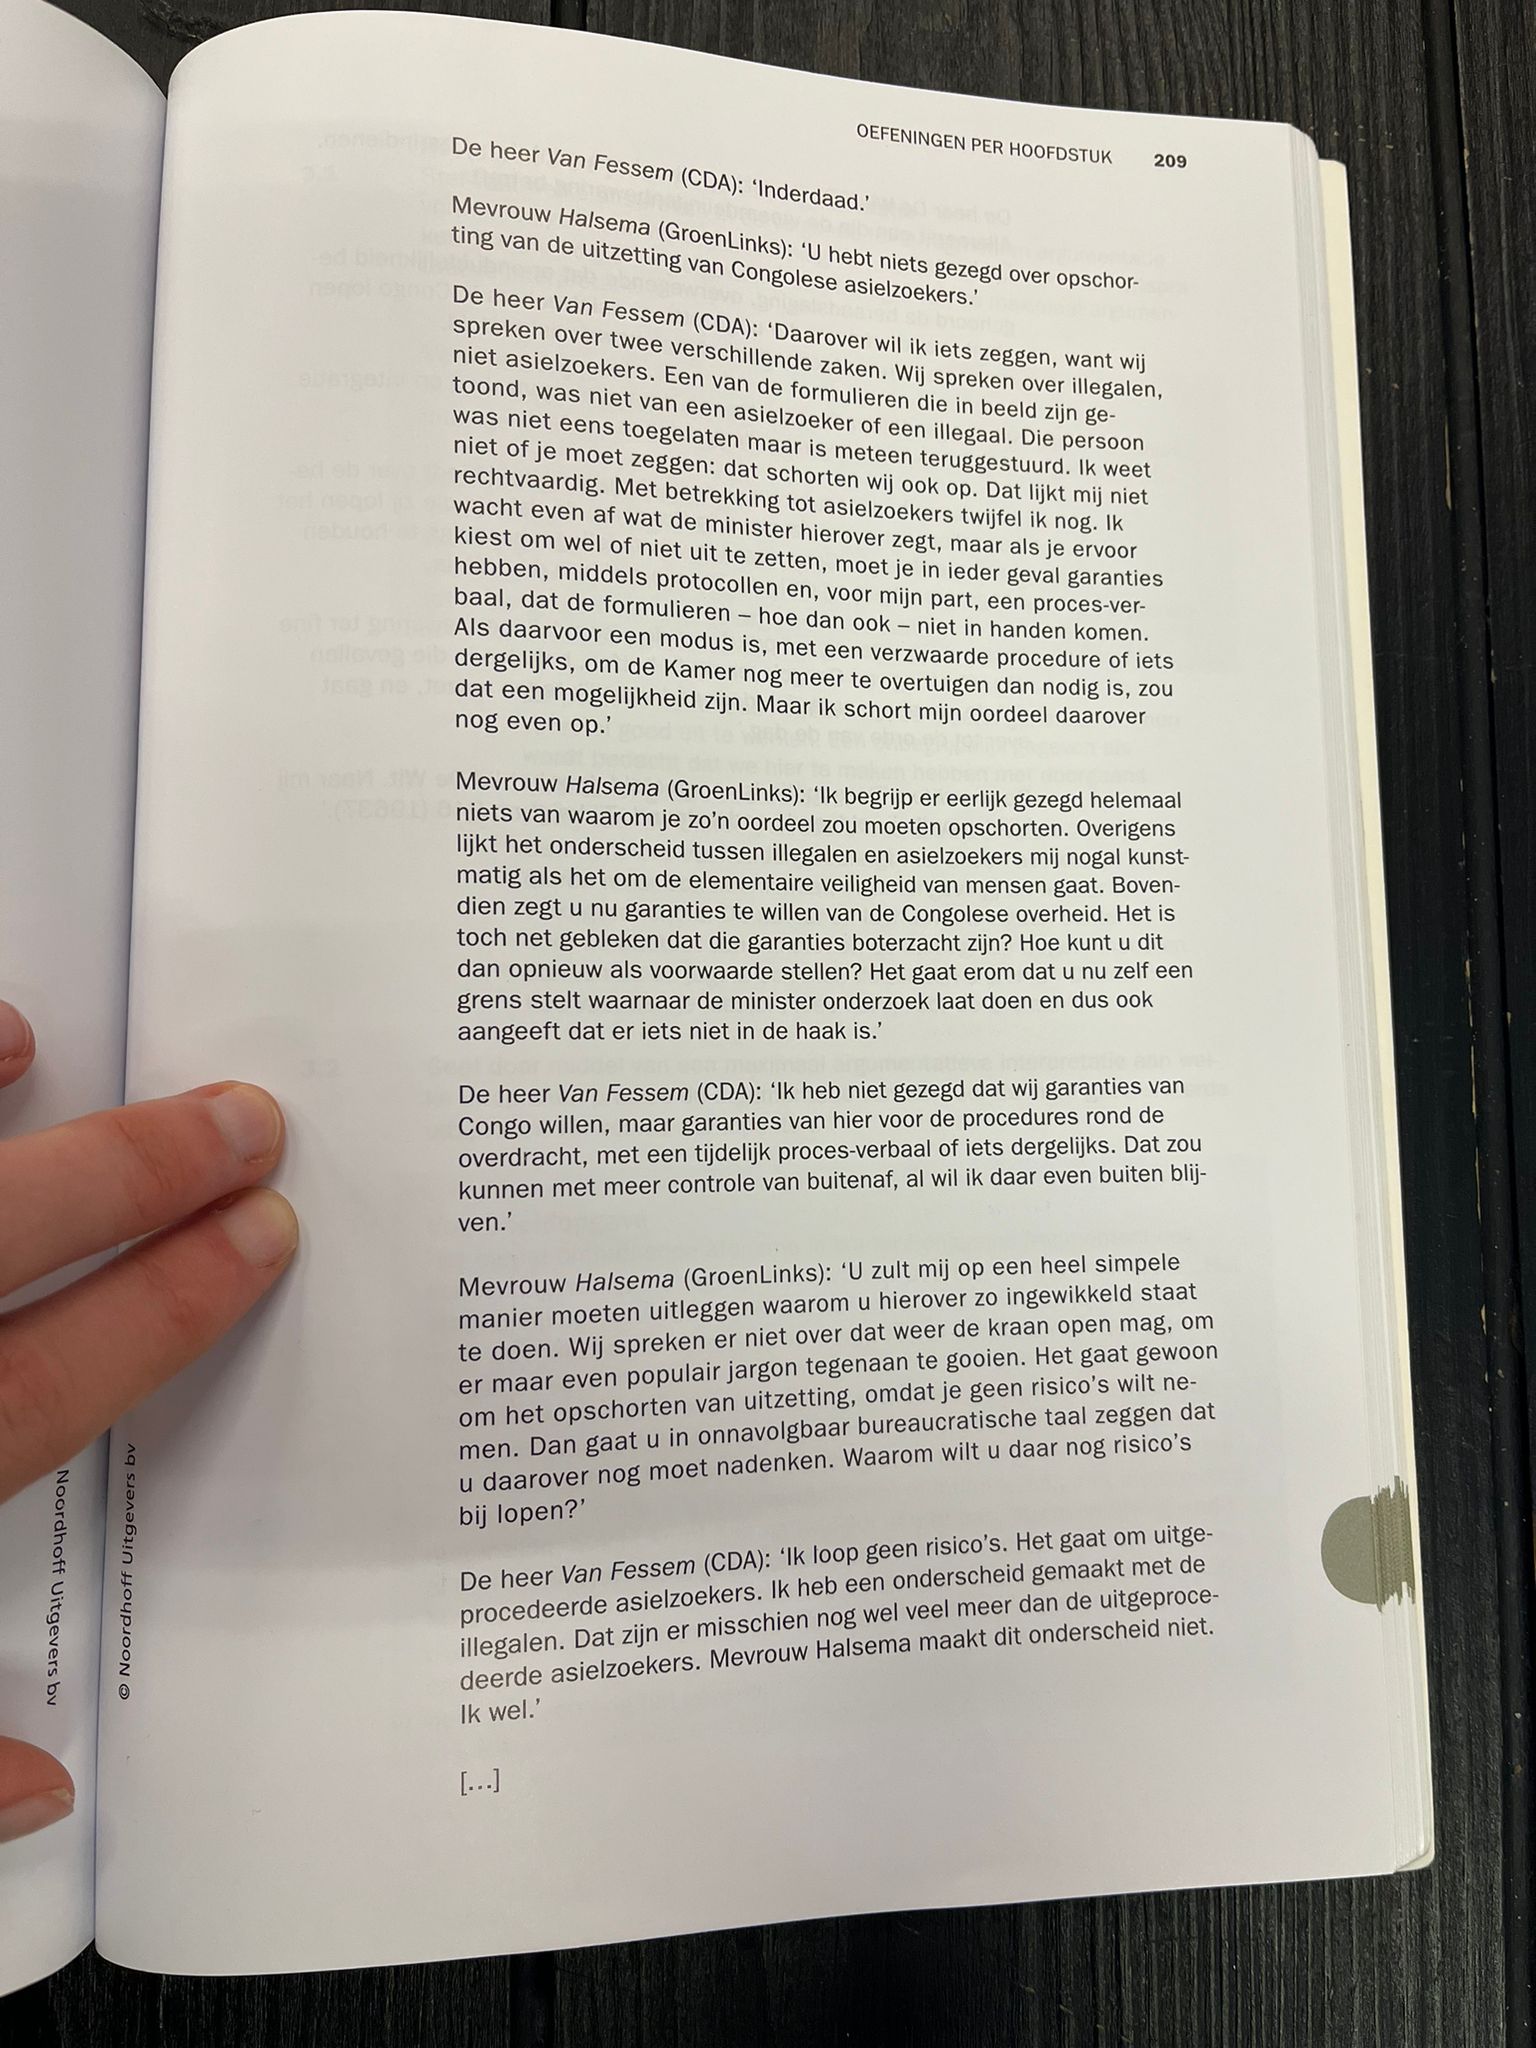 OEFENINGEN PER HOOFDSTUK 209
De heer Van Fessem (CDA): ‘Inderdaad.’
Mevrouw Halsema (GroenLinks): ‘U hebt niets gezegd over opschor-
ting van de uitzetting van Congolese asielzoekers.’
De heer Van Fessem (CDA): ‘Daarover wil ik iets zeggen, want wij
spreken over twee verschillende zaken. Wij spreken over illegalen,
niet asielzoekers. Een van de formulieren die in beeld zijn ge-
toond, was niet van een asielzoeker of een illegaal. Die persoon
was niet eens toegelaten maar is meteen teruggestuurd. Ik weet
niet of je moet zeggen: dat schorten wij ook op. Dat lijkt mij niet
rechtvaardig. Met betrekking tot asielzoekers twijfel ik nog. Ik
wacht even af wat de minister hierover zegt, maar als je ervoor
kiest om wel of niet uit te zetten, moet je in ieder geval garanties
hebben, middels protocollen en, voor mijn part, een proces-ver-
baal, dat de formulieren – hoe dan ook – niet in handen komen.
Als daarvoor een modus is, met een verzwaarde procedure of iets
dergelijks, om de Kamer nog meer te overtuigen dan nodig is, zou
dat een mogelijkheid zijn. Maar ik schort mijn oordeel daarover
nog even op.’
Mevrouw Halsema (GroenLinks): ‘Ik begrijp er eerlijk gezegd helemaal
niets van waarom je zo’n oordeel zou moeten opschorten. Overigens
lijkt het onderscheid tussen illegalen en asielzoekers mij nogal kunst-
matig als het om de elementaire veiligheid van mensen gaat. Boven-
dien zegt u nu garanties te willen van de Congolese overheid. Het is
toch net gebleken dat die garanties boterzacht zijn? Hoe kunt u dit
dan opnieuw als voorwaarde stellen? Het gaat erom dat u nu zelf een
grens stelt waarnaar de minister onderzoek laat doen en dus ook
aangeeft dat er iets niet in de haak is.’
De heer Van Fessem (CDA): ‘Ik heb niet gezegd dat wij garanties van
Congo willen, maar garanties van hier voor de procedures rond de
overdracht, met een tijdelijk proces-verbaal of iets dergelijks. Dat zou
kunnen met meer controle van buitenaf, al wil ik daar even buiten blij-
ven.’
Mevrouw Halsema (GroenLinks): ‘U zult mij op een heel simpele
manier moeten uitleggen waarom u hierover zo ingewikkeld staat
te doen. Wij spreken er niet over dat weer de kraan open mag, om
er maar even populair jargon tegenaan te gooien. Het gaat gewoon
om het opschorten van uitzetting, omdat je geen risico’s wilt ne-
men. Dan gaat u in onnavolgbaar bureaucratische taal zeggen dat
u daarover nog moet nadenken. Waarom wilt u daar nog risico’s
bij lopen?’
De heer Van Fessem (CDA): ‘Ik loop geen risico’s. Het gaat om uitge-
procedeerde asielzoekers. Ik heb een onderscheid gemaakt met de
illegalen. Dat zijn er misschien nog wel veel meer dan de uitgeproce-
deerde asielzoekers. Mevrouw Halsema maakt dit onderscheid niet.
Ik wel.’
[...]
Noordhoff Uitgevers bv
© Noordhoff Uitgevers bv